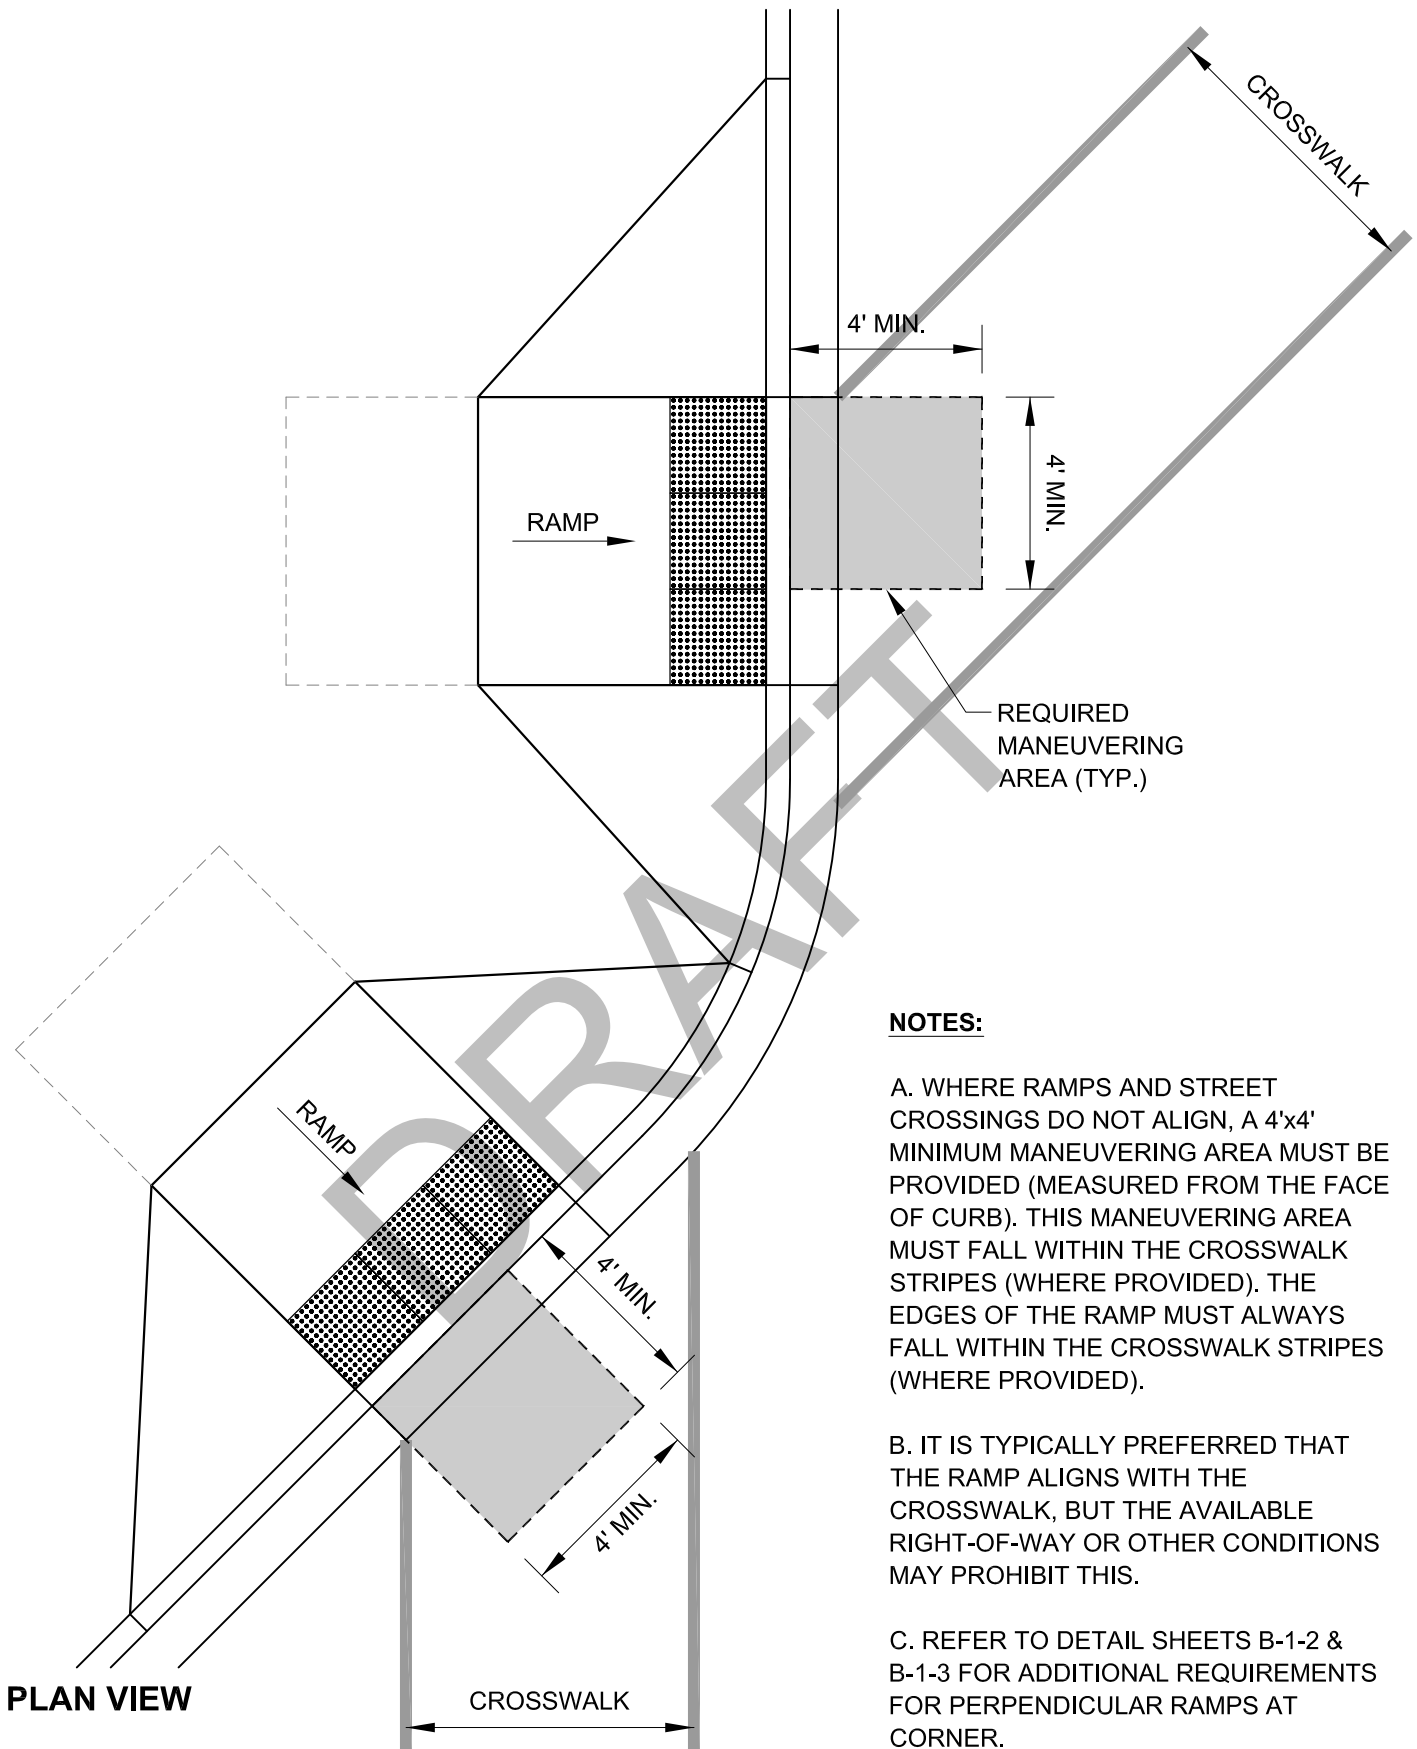 CROSSWALK
4' MIN.
4' MIN.
RAMP
REQUIRED
MANEUVERING
AREA (TYP.)
DRAFT
RAMP
4' MIN.
4' MIN.
CROSSWALK
PLAN VIEW
NOTES:
A. WHERE RAMPS AND STREET
CROSSINGS DO NOT ALIGN, A 4'x4'
MINIMUM MANEUVERING AREA MUST BE
PROVIDED (MEASURED FROM THE FACE
OF CURB). THIS MANEUVERING AREA
MUST FALL WITHIN THE CROSSWALK
STRIPES (WHERE PROVIDED). THE
EDGES OF THE RAMP MUST ALWAYS
FALL WITHIN THE CROSSWALK STRIPES
(WHERE PROVIDED).
B. IT IS TYPICALLY PREFERRED THAT
THE RAMP ALIGNS WITH THE
CROSSWALK, BUT THE AVAILABLE
RIGHT-OF-WAY OR OTHER CONDITIONS
MAY PROHIBIT THIS.
C. REFER TO DETAIL SHEETS B-1-2 &
B-1-3 FOR ADDITIONAL REQUIREMENTS
FOR PERPENDICULAR RAMPS AT
CORNER.